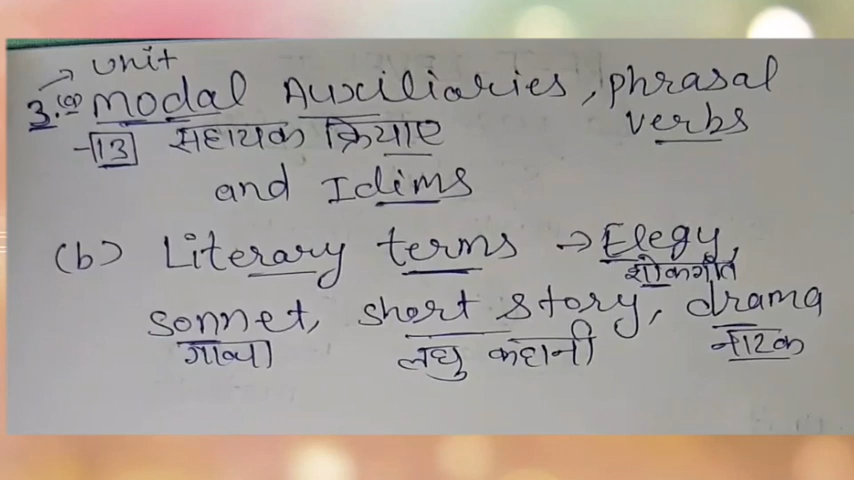 → unit
3.(a) modal Auxiliaries, phrasal
-13 सहायक क्रियाए verbs
and Idims
(b) Literary terms → Elegy,
शोकगीत
sonnet, short story, drama
लघु कहानी नाटक